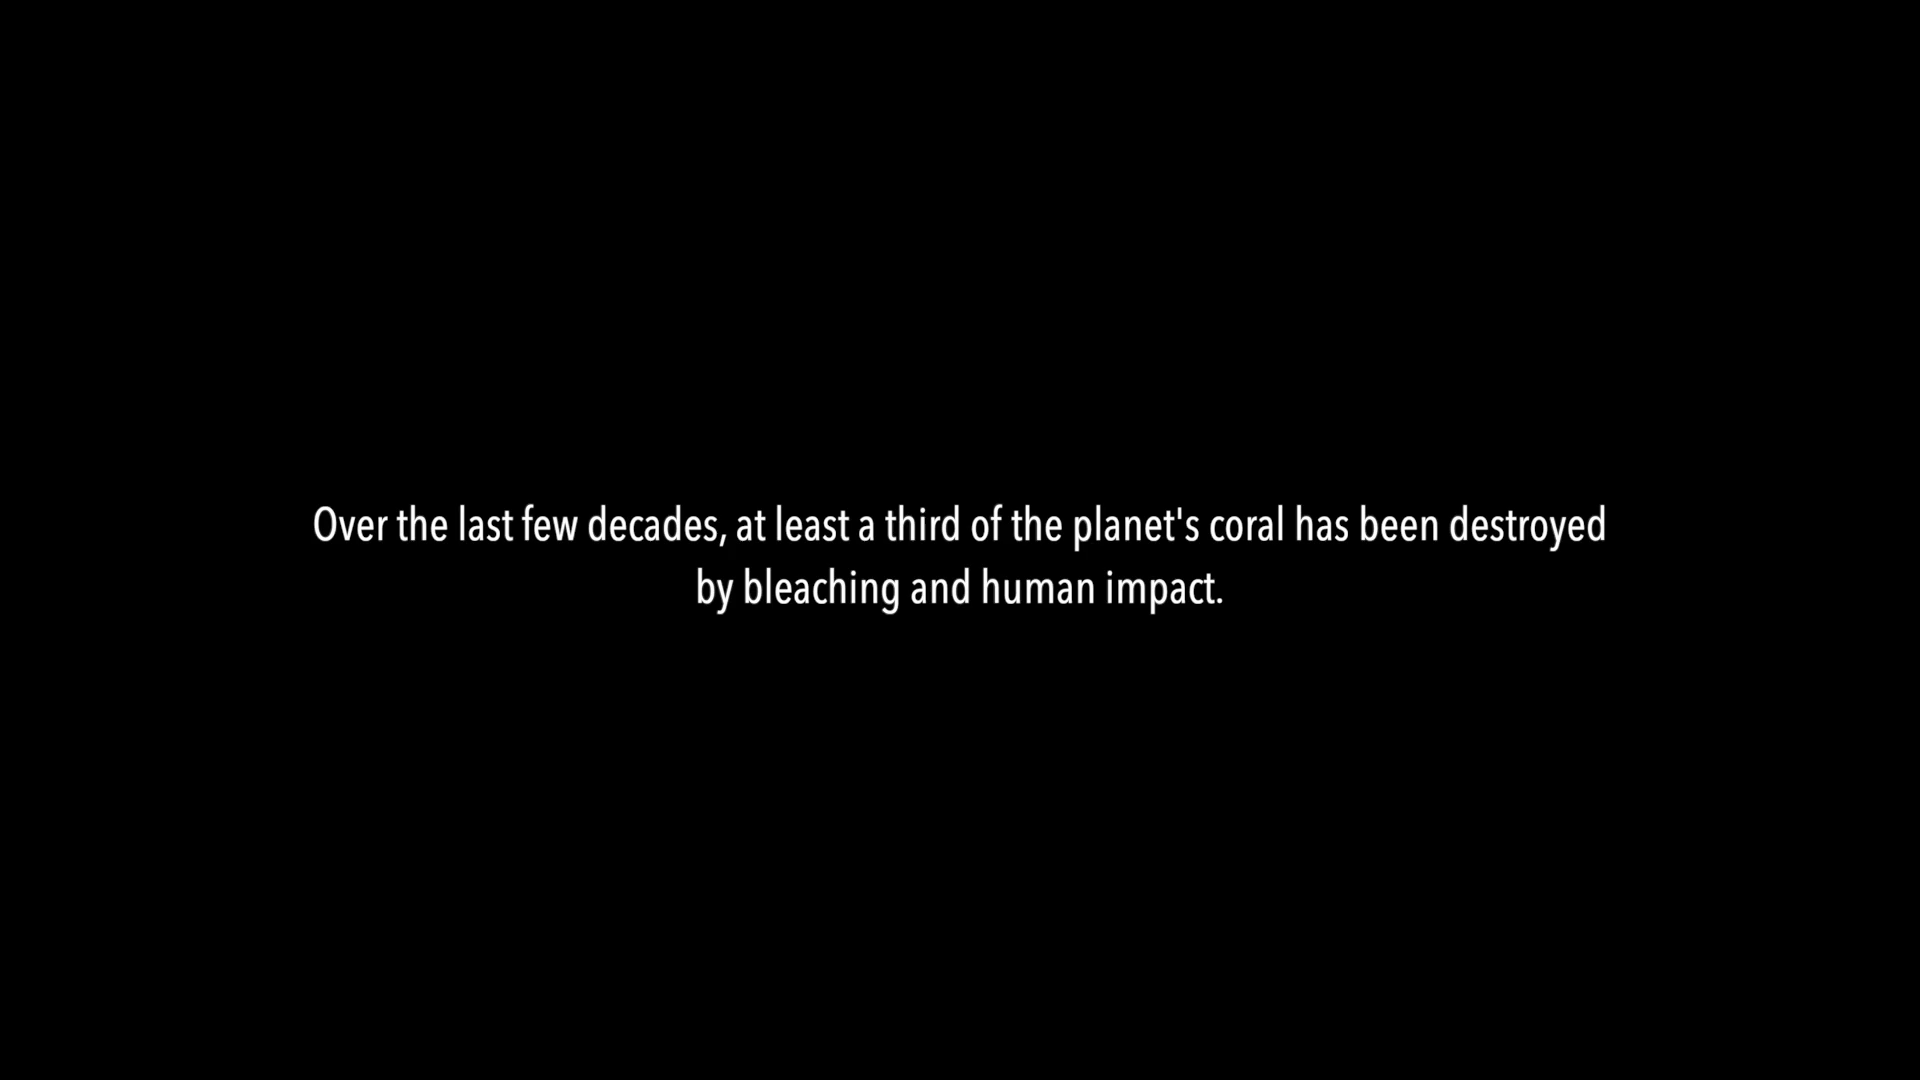 Over the last few decades, at least a third of the planet's coral has been destroyed
by bleaching and human impact.